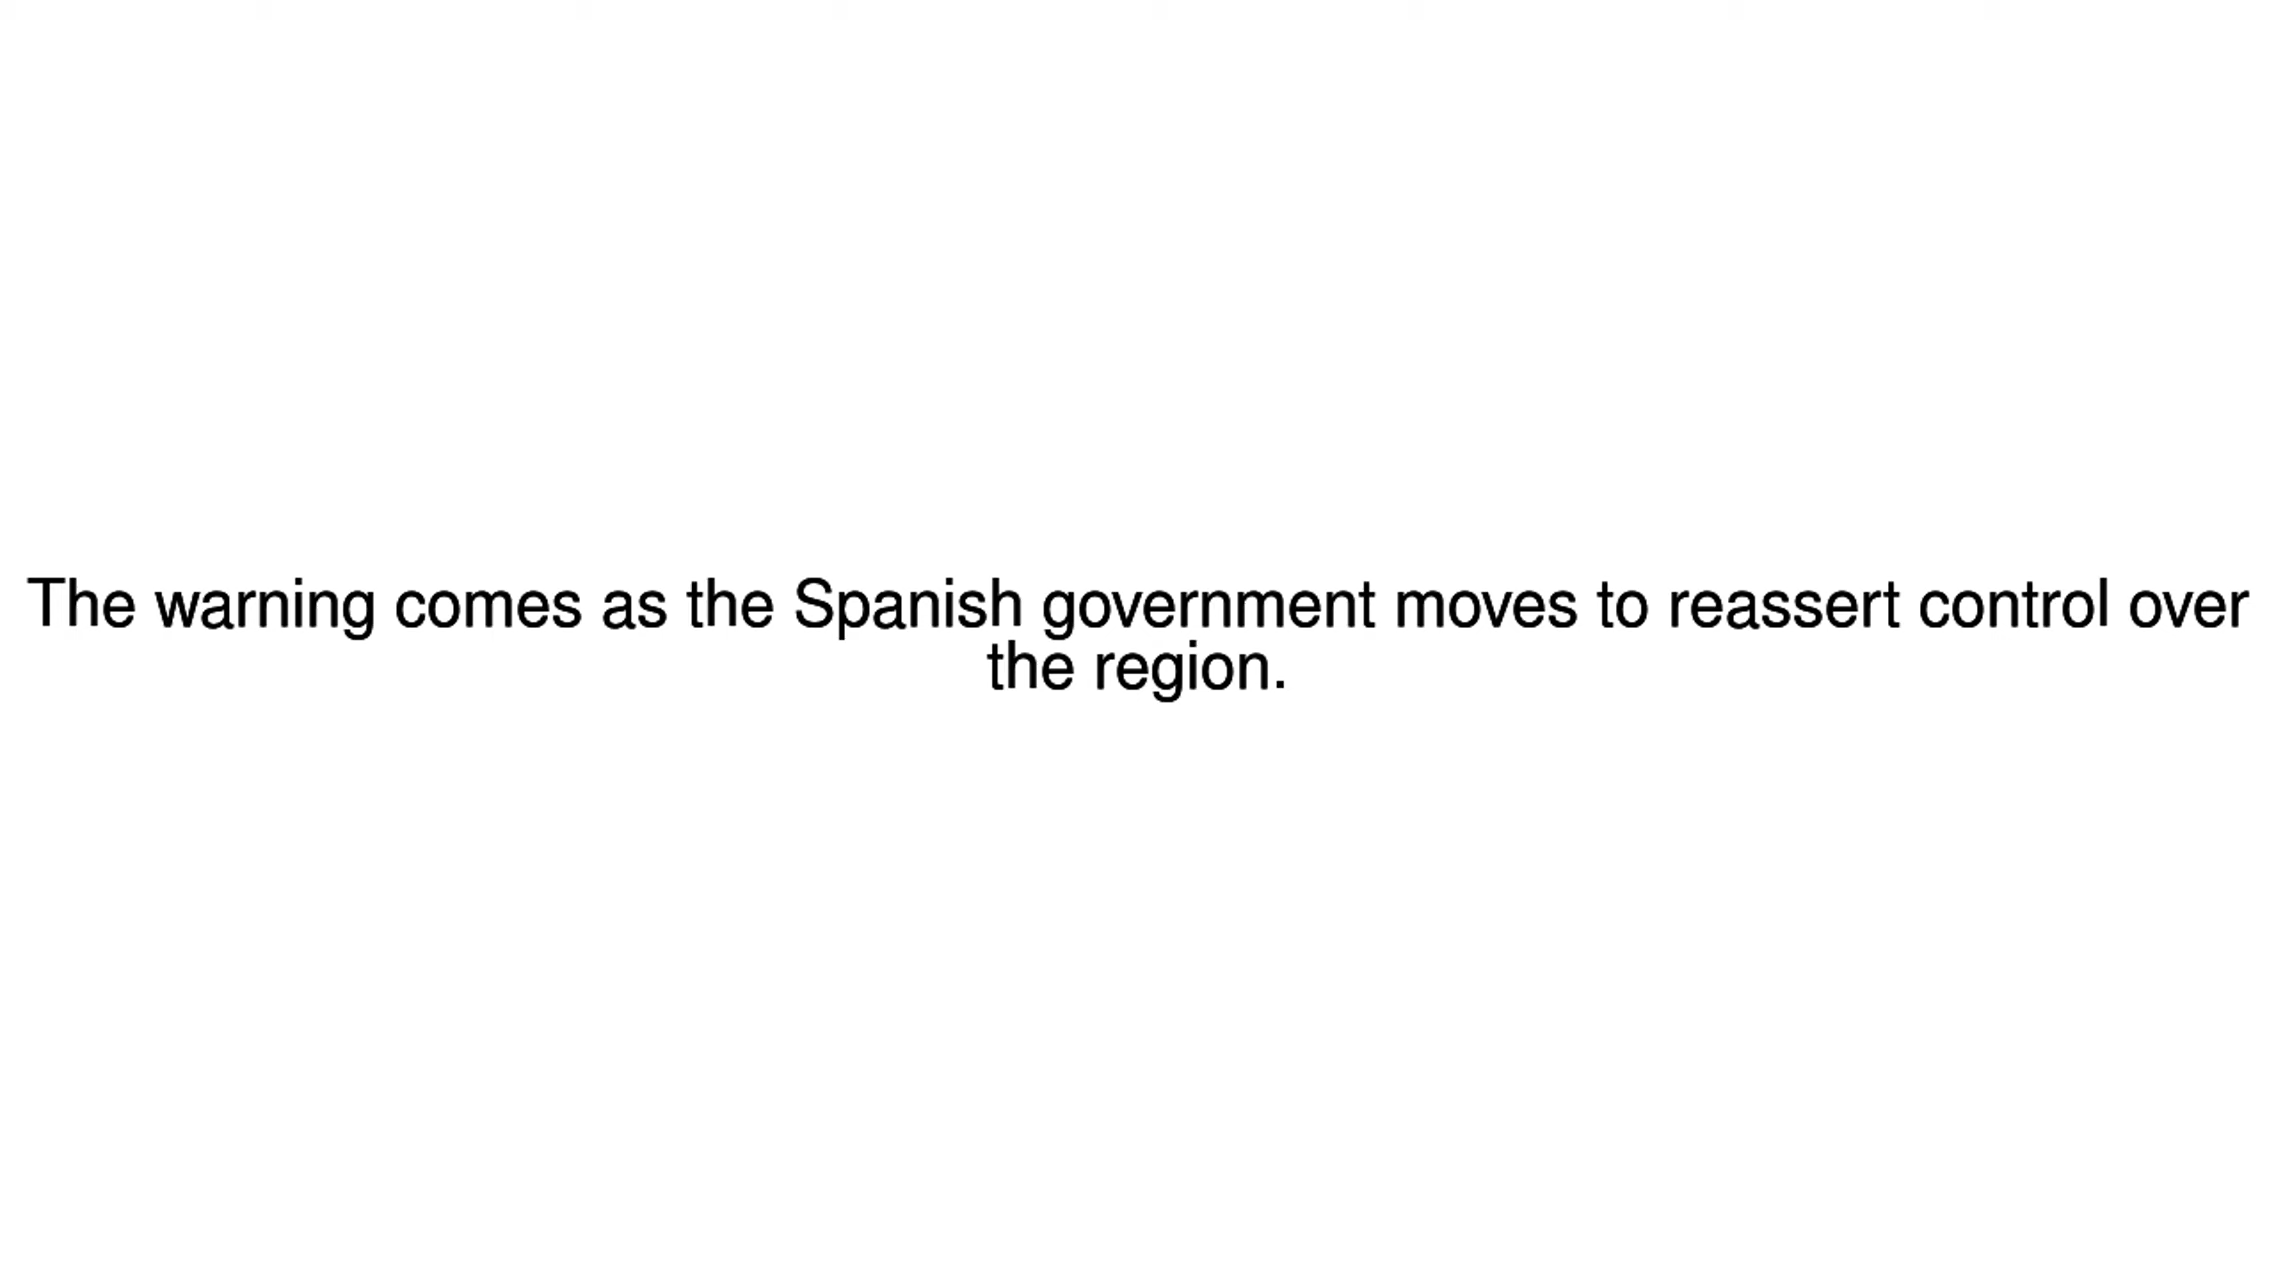 The warning comes as the Spanish government moves to reassert control over
the region.